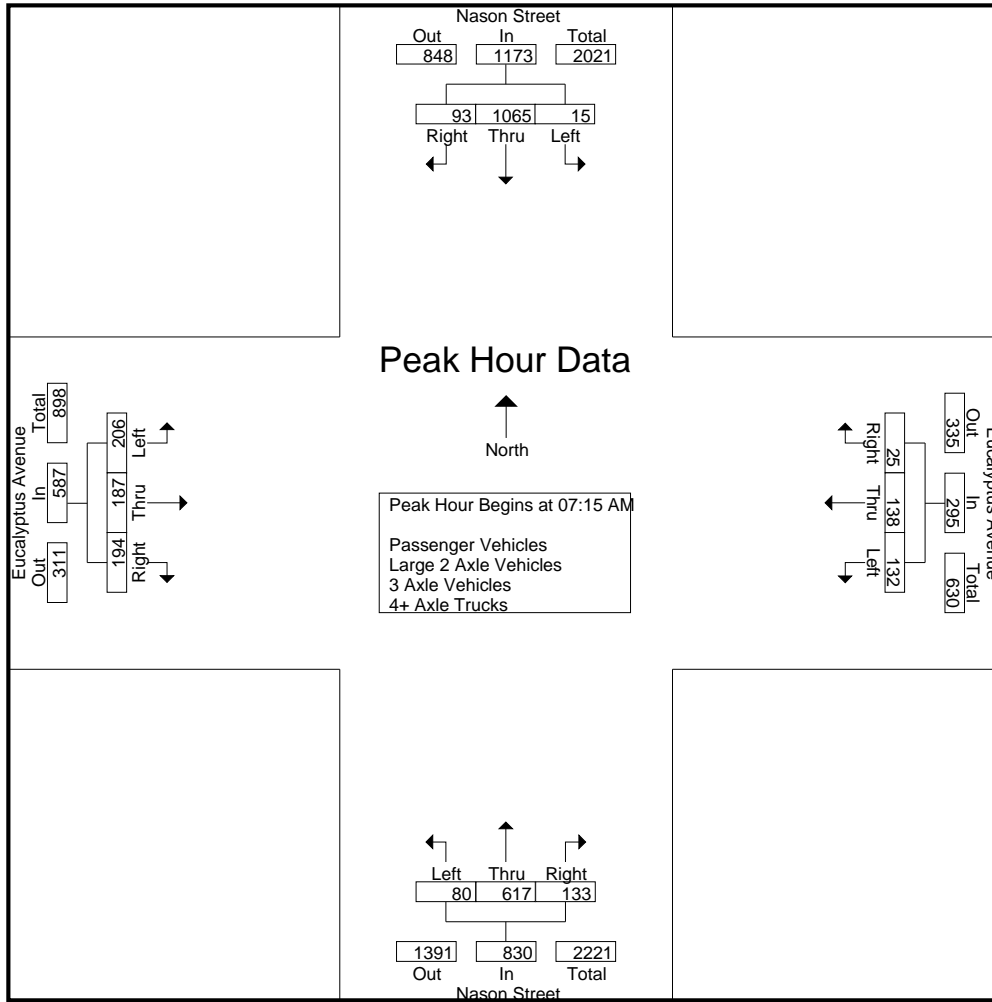 Nason Street
Out In Total
848 1173 2021
93 1065 15
Right Thru Left
Peak Hour Data
North
Peak Hour Begins at 07:15 AM
Passenger Vehicles
Large 2 Axle Vehicles
3 Axle Vehicles
4+ Axle Trucks
Eucalyptus Avenue
Out In Total
311 587 898
Right Thru Left
194 187 206
Eucalyptus Avenue
Out In Total
335 295 630
Right Thru Left
25 138 132
Left Thru Right
80 617 133
1391 830 2221
Out In Total
Nason Street